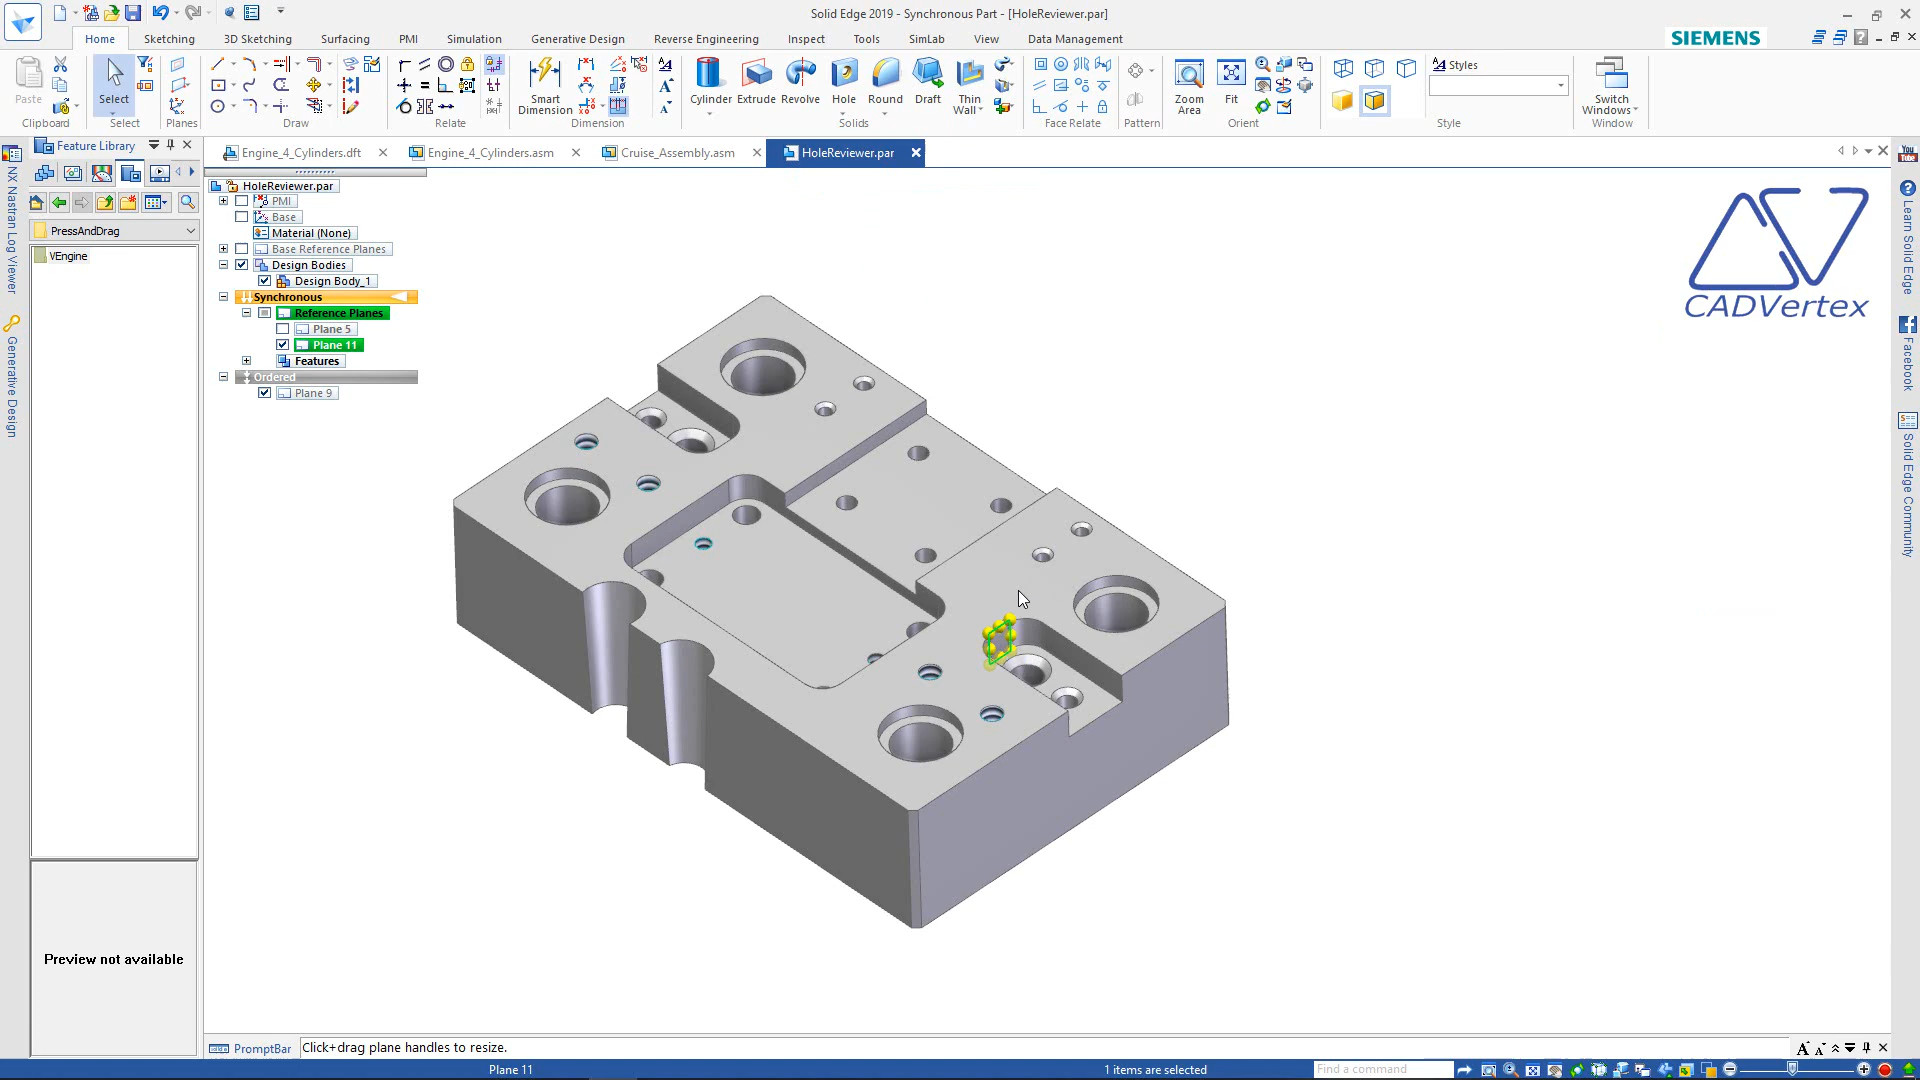 Solid Edge 2019 - Synchronous Part - [HoleReviewer.par]
Home Sketching 3D Sketching Surfacing PMI Simulation Generative Design Reverse Engineering Inspect Tools SimLab View Data Management
SIEMENS
Paste
Clipboard
Select
Select
Planes
Draw
Relate
Smart Dimension
Dimension
Cylinder Extrude Revolve Hole Round Draft Thin Wall
Solids
Face Relate
Pattern
Zoom Area
Fit
Orient
Styles
Style
Switch Windows
Window
Feature Library
Engine_4_Cylinders.dft
Engine_4_Cylinders.asm
Cruise_Assembly.asm
HoleReviewer.par
NX Nastran Log Viewer
Generative Design
PressAndDrag
VEngine
Preview not available
HoleReviewer.par
PMI
Base
Material (None)
Base Reference Planes
Design Bodies
Design Body_1
Synchronous
Reference Planes
Plane 5
Plane 11
Features
Ordered
Plane 9
CADVertex
You Tube
Learn Solid Edge
Facebook
Solid Edge Community
PromptBar
Click+drag plane handles to resize.
Plane 11
1 items are selected
Find a command